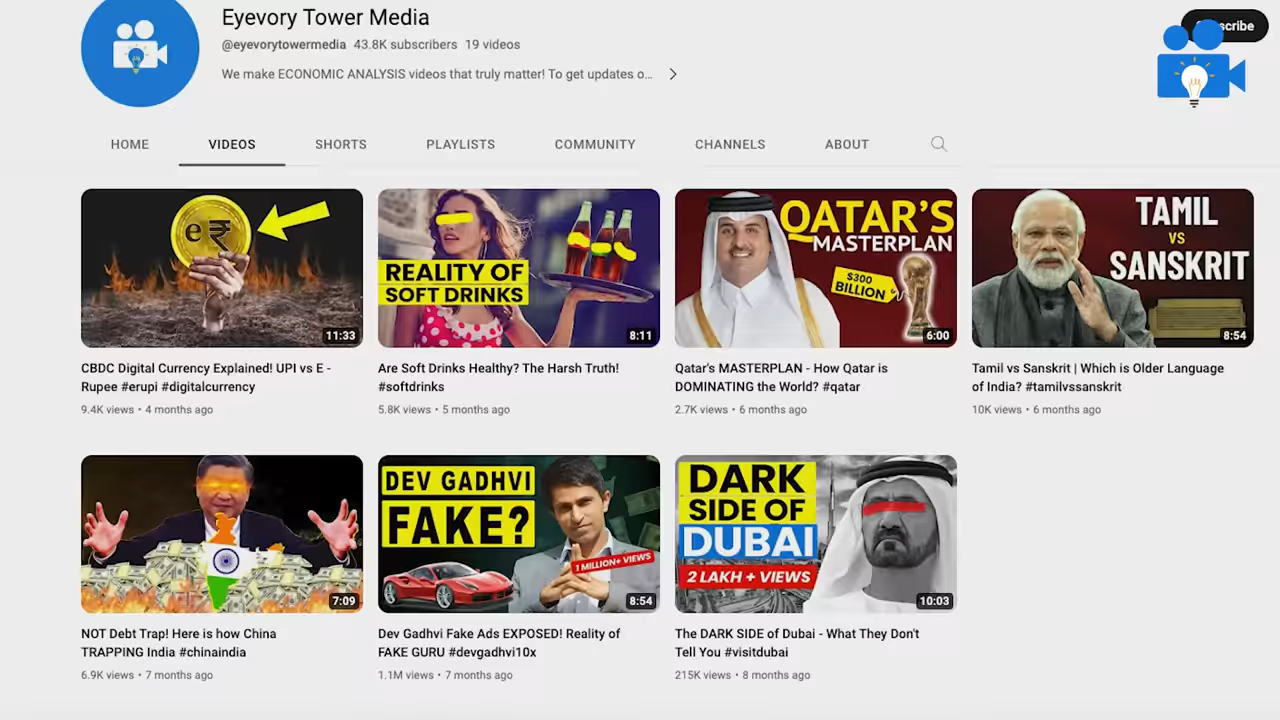 Eyevory Tower Media
@eyevorytowermedia 43.8K subscribers 19 videos
We make ECONOMIC ANALYSIS videos that truly matter! To get updates o...
HOME VIDEOS SHORTS PLAYLISTS COMMUNITY CHANNELS ABOUT
e₹
11:33
CBDC Digital Currency Explained! UPI vs E -
Rupee #erupi #digitalcurrency
9.4K views • 4 months ago
REALITY OF
SOFT DRINKS
8:11
Are Soft Drinks Healthy? The Harsh Truth!
#softdrinks
5.8K views • 5 months ago
QATAR'S
MASTERPLAN
$300
BILLION
6:00
Qatar's MASTERPLAN - How Qatar is
DOMINATING the World? #qatar
2.7K views • 6 months ago
TAMIL
VS
SANSKRIT
8:54
Tamil vs Sanskrit | Which is Older Language
of India? #tamilvssanskrit
10K views • 6 months ago
7:09
NOT Debt Trap! Here is how China
TRAPPING India #chinaindia
6.9K views • 7 months ago
DEV GADHVI
FAKE?
1 MILLION+ VIEWS
8:54
Dev Gadhvi Fake Ads EXPOSED! Reality of
FAKE GURU #devgadhvi10x
1.1M views • 7 months ago
DARK
SIDE OF
DUBAI
2 LAKH + VIEWS
10:03
The DARK SIDE of Dubai - What They Don't
Tell You #visitdubai
215K views • 8 months ago